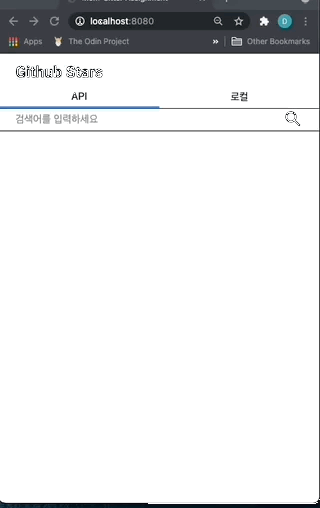 localhost:8080
D
Apps The Odin Project » Other Bookmarks
Github Stars
API 로컬
검색어를 입력하세요